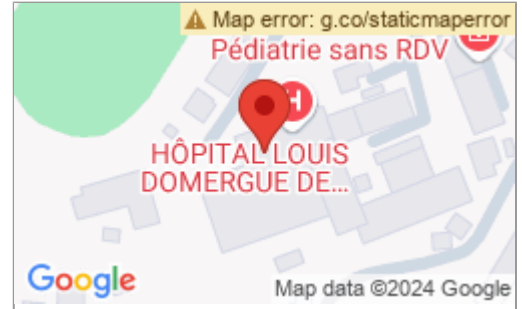 Map error: g.co/staticmaperror
Pédiatrie sans RDV
H
HÔPITAL LOUIS
DOMERGUE DE...
Google
Map data ©2024 Google